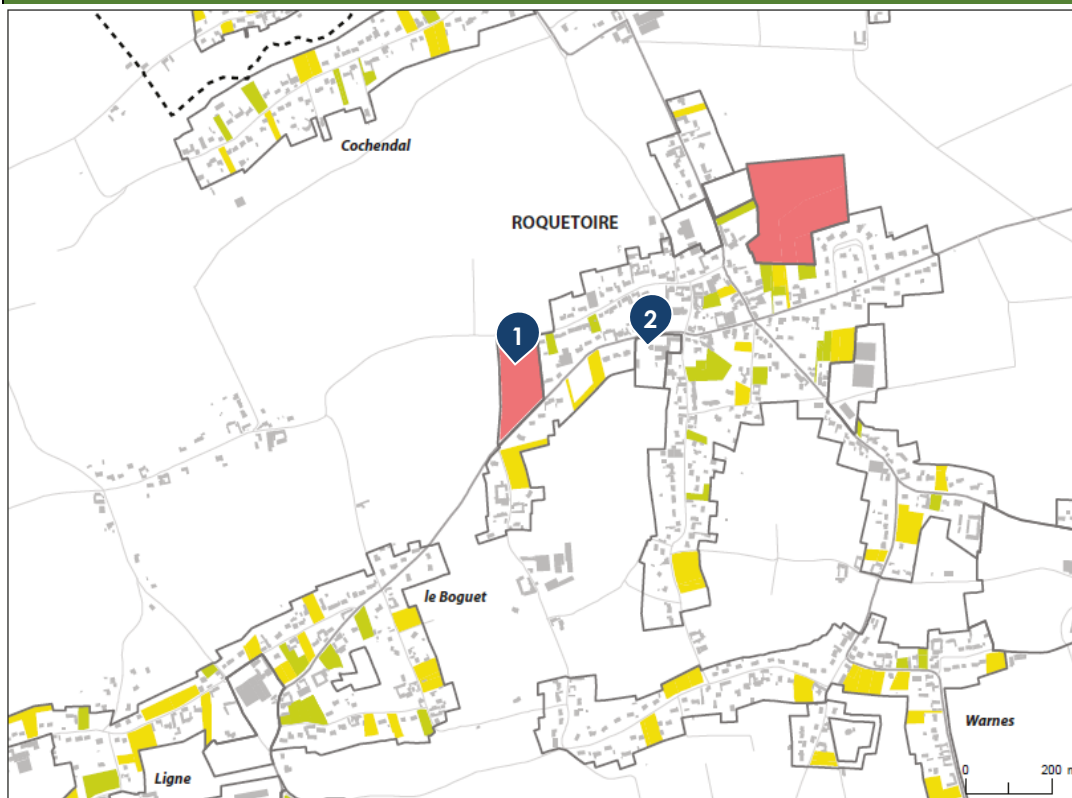 Cochendal
ROQUETOIRE
2
1
le Boguet
Warnes
Ligne
0 200 m